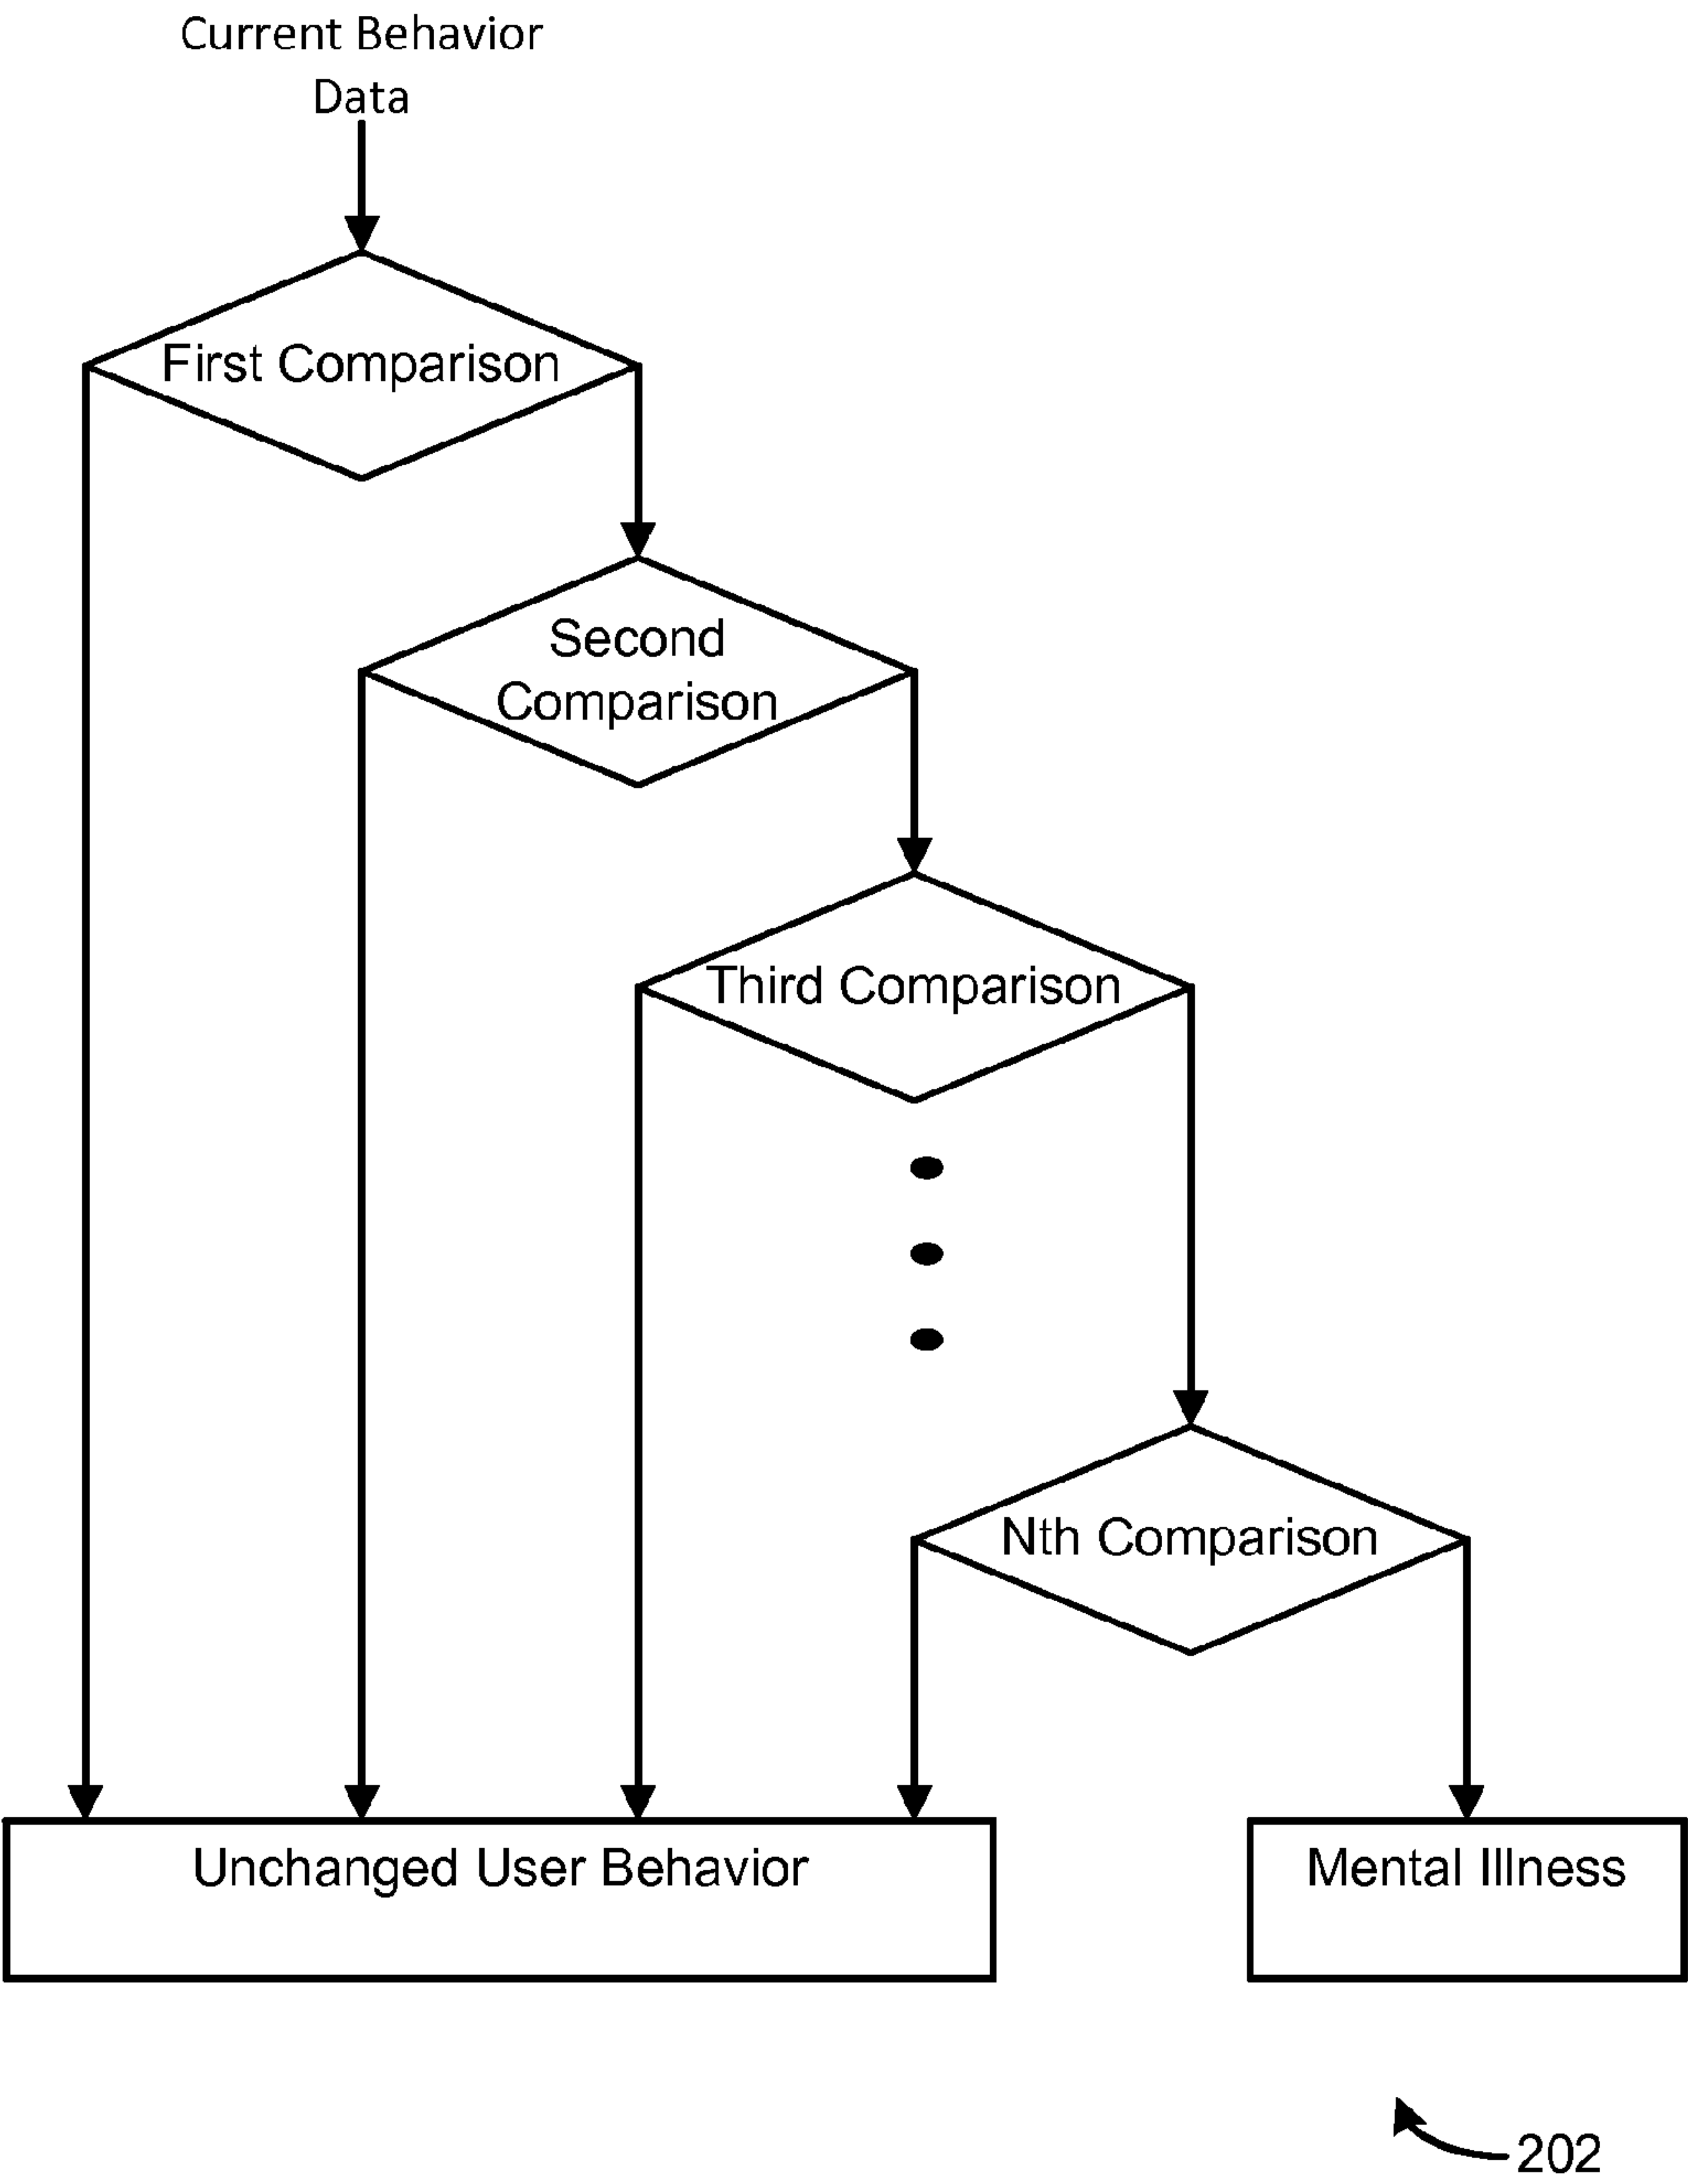 Current Behavior
Data
First Comparison
Second
Comparison
Third Comparison
Nth Comparison
Unchanged User Behavior
Mental Illness
202